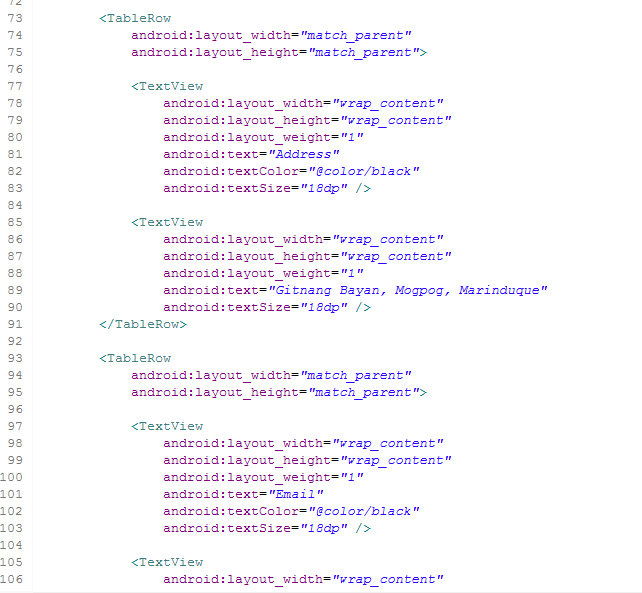 72
73 <TableRow
74 android:layout_width="match_parent"
75 android:layout_height="match_parent">
76
77 <TextView
78 android:layout_width="wrap_content"
79 android:layout_height="wrap_content"
80 android:layout_weight="1"
81 android:text="Address"
82 android:textColor="@color/black"
83 android:textSize="18dp" />
84
85 <TextView
86 android:layout_width="wrap_content"
87 android:layout_height="wrap_content"
88 android:layout_weight="1"
89 android:text="Gitnang Bayan, Mogpog, Marinduque"
90 android:textSize="18dp" />
91 </TableRow>
92
93 <TableRow
94 android:layout_width="match_parent"
95 android:layout_height="match_parent">
96
97 <TextView
98 android:layout_width="wrap_content"
99 android:layout_height="wrap_content"
100 android:layout_weight="1"
101 android:text="Email"
102 android:textColor="@color/black"
103 android:textSize="18dp" />
104
105 <TextView
106 android:layout_width="wrap_content"